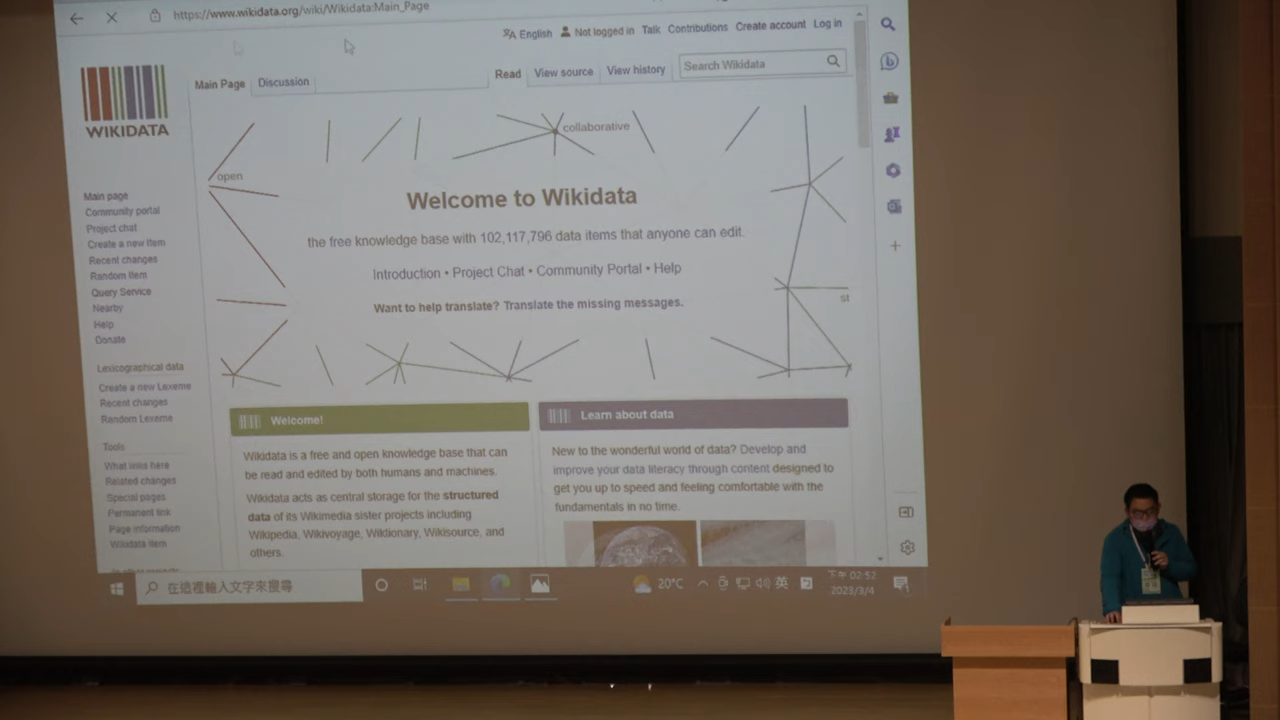 https://www.wikidata.org/wiki/Wikidata:Main_Page
English Not logged in Talk Contributions Create account Log in
Main Page Discussion Read View source View history Search Wikidata
WIKIDATA
collaborative
open
Welcome to Wikidata
the free knowledge base with 102,117,796 data items that anyone can edit.
Introduction • Project Chat • Community Portal • Help
Want to help translate? Translate the missing messages.
st
Main page
Community portal
Project chat
Create a new Item
Recent changes
Random Item
Query Service
Nearby
Help
Donate
Lexicographical data
Create a new Lexeme
Recent changes
Random Lexeme
Tools
What links here
Related changes
Special pages
Permanent link
Page information
Wikidata item
Welcome!
Wikidata is a free and open knowledge base that can
be read and edited by both humans and machines.
Wikidata acts as central storage for the structured
data of its Wikimedia sister projects including
Wikipedia, Wikivoyage, Wiktionary, Wikisource, and
others.
Learn about data
New to the wonderful world of data? Develop and
improve your data literacy through content designed to
get you up to speed and feeling comfortable with the
fundamentals in no time.
在這裡輸入文字來搜尋
20°C
英
下午 02:52
2023/3/4